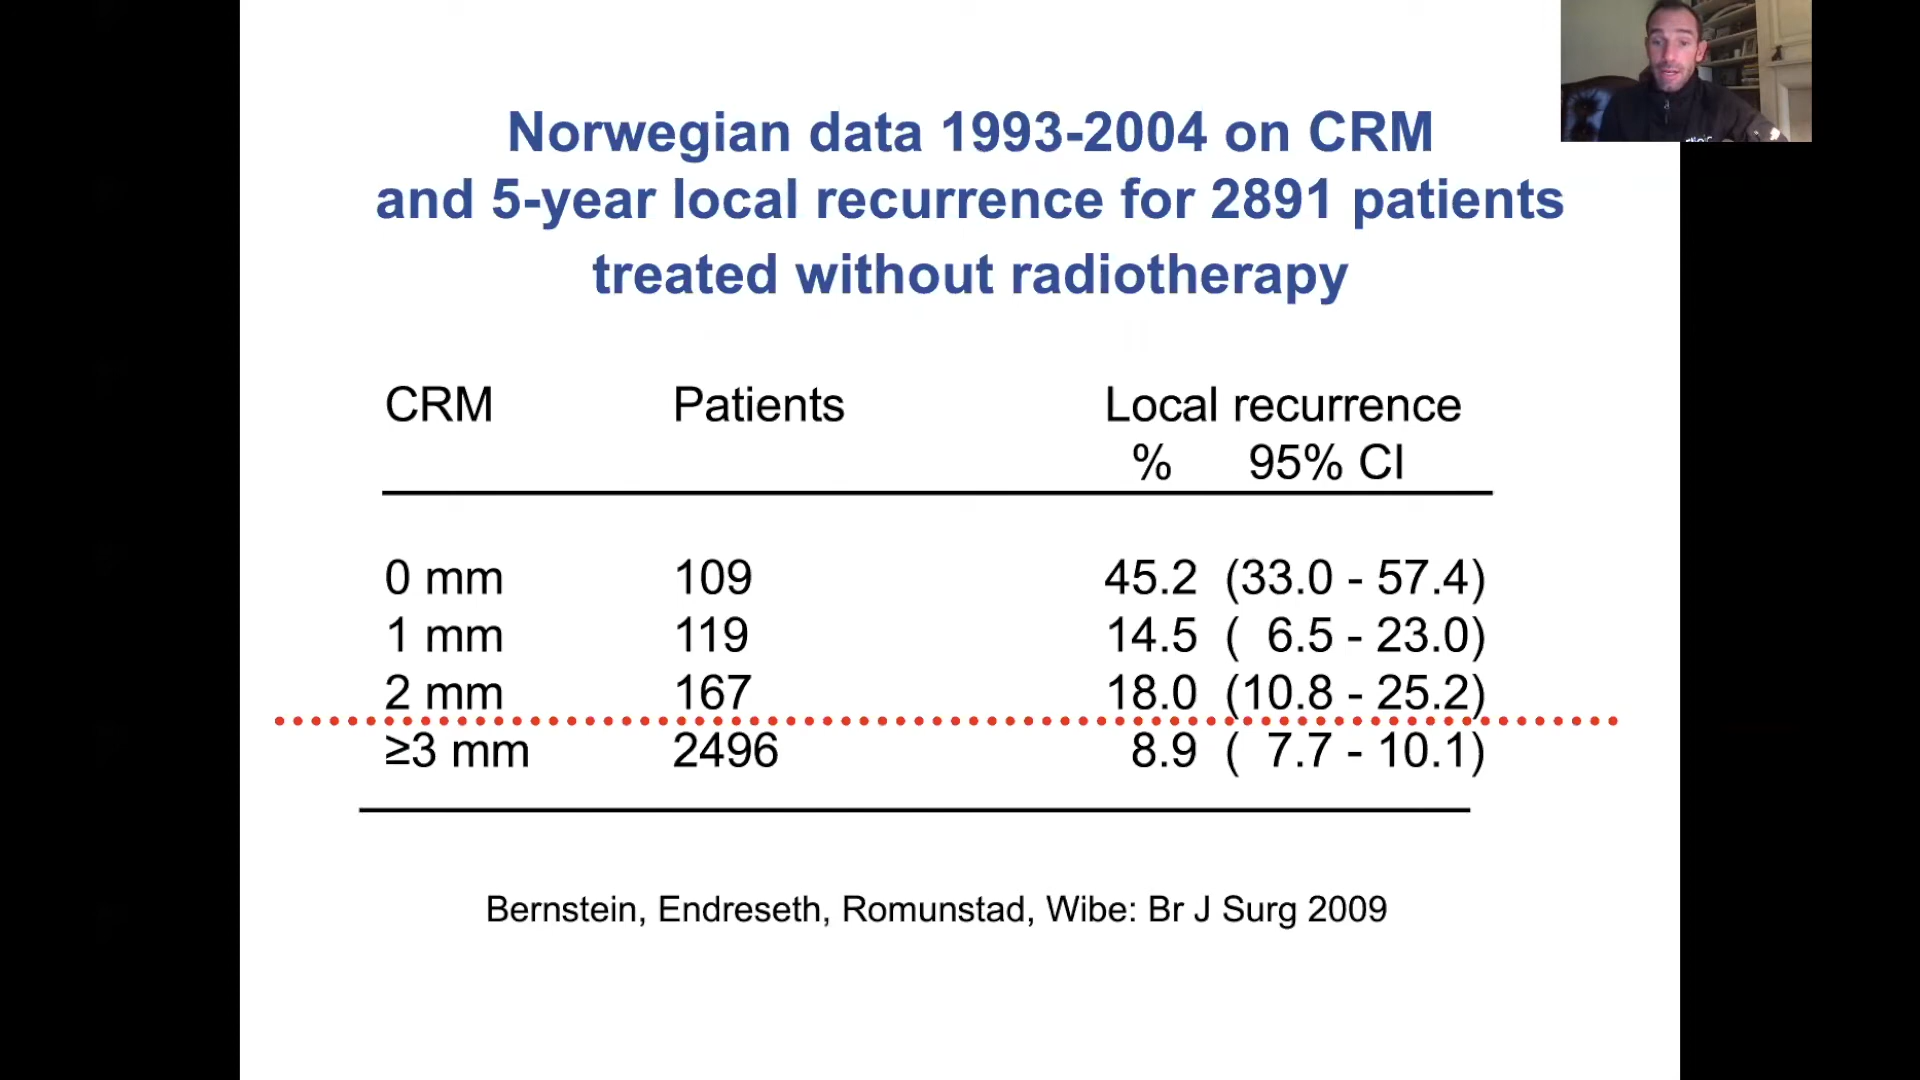 Norwegian data 1993-2004 on CRM
and 5-year local recurrence for 2891 patients
treated without radiotherapy
CRM Patients Local recurrence
% 95% CI
0 mm 109 45.2 (33.0 - 57.4)
1 mm 119 14.5 ( 6.5 - 23.0)
2 mm 167 18.0 (10.8 - 25.2)
≥3 mm 2496 8.9 ( 7.7 - 10.1)
Bernstein, Endreseth, Romunstad, Wibe: Br J Surg 2009